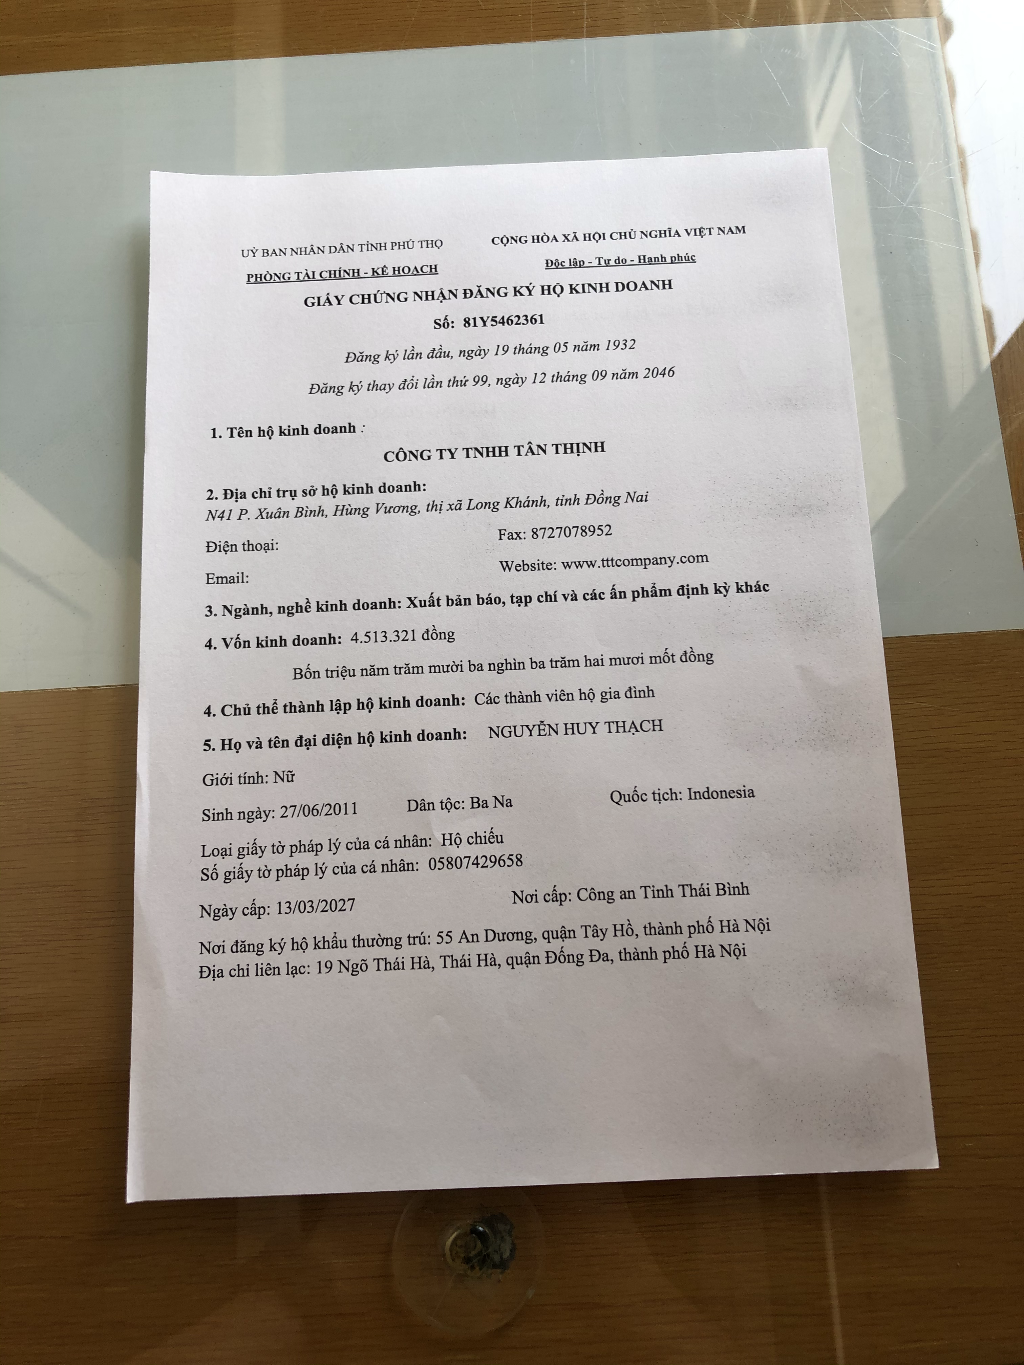 UỶ BAN NHÂN DÂN TỈNH PHÚ THỌ
CỘNG HÒA XÃ HỘI CHỦ NGHĨA VIỆT NAM
PHÒNG TÀI CHÍNH - KẾ HOẠCH
Độc lập - Tự do - Hạnh phúc
GIẤY CHỨNG NHẬN ĐĂNG KÝ HỘ KINH DOANH
Số: 81Y5462361
Đăng ký lần đầu, ngày 19 tháng 05 năm 1932
Đăng ký thay đổi lần thứ 99, ngày 12 tháng 09 năm 2046
1. Tên hộ kinh doanh :
CÔNG TY TNHH TÂN THỊNH
2. Địa chỉ trụ sở hộ kinh doanh:
N41 P. Xuân Bình, Hùng Vương, thị xã Long Khánh, tỉnh Đồng Nai
Điện thoại:
Fax: 8727078952
Email:
Website: www.tttcompany.com
3. Ngành, nghề kinh doanh: Xuất bản báo, tạp chí và các ấn phẩm định kỳ khác
4. Vốn kinh doanh: 4.513.321 đồng
Bốn triệu năm trăm mười ba nghìn ba trăm hai mươi mốt đồng
4. Chủ thể thành lập hộ kinh doanh: Các thành viên hộ gia đình
5. Họ và tên đại diện hộ kinh doanh: NGUYỄN HUY THẠCH
Giới tính: Nữ
Sinh ngày: 27/06/2011 Dân tộc: Ba Na Quốc tịch: Indonesia
Loại giấy tờ pháp lý của cá nhân: Hộ chiếu
Số giấy tờ pháp lý của cá nhân: 05807429658
Ngày cấp: 13/03/2027 Nơi cấp: Công an Tỉnh Thái Bình
Nơi đăng ký hộ khẩu thường trú: 55 An Dương, quận Tây Hồ, thành phố Hà Nội
Địa chỉ liên lạc: 19 Ngõ Thái Hà, Thái Hà, quận Đống Đa, thành phố Hà Nội